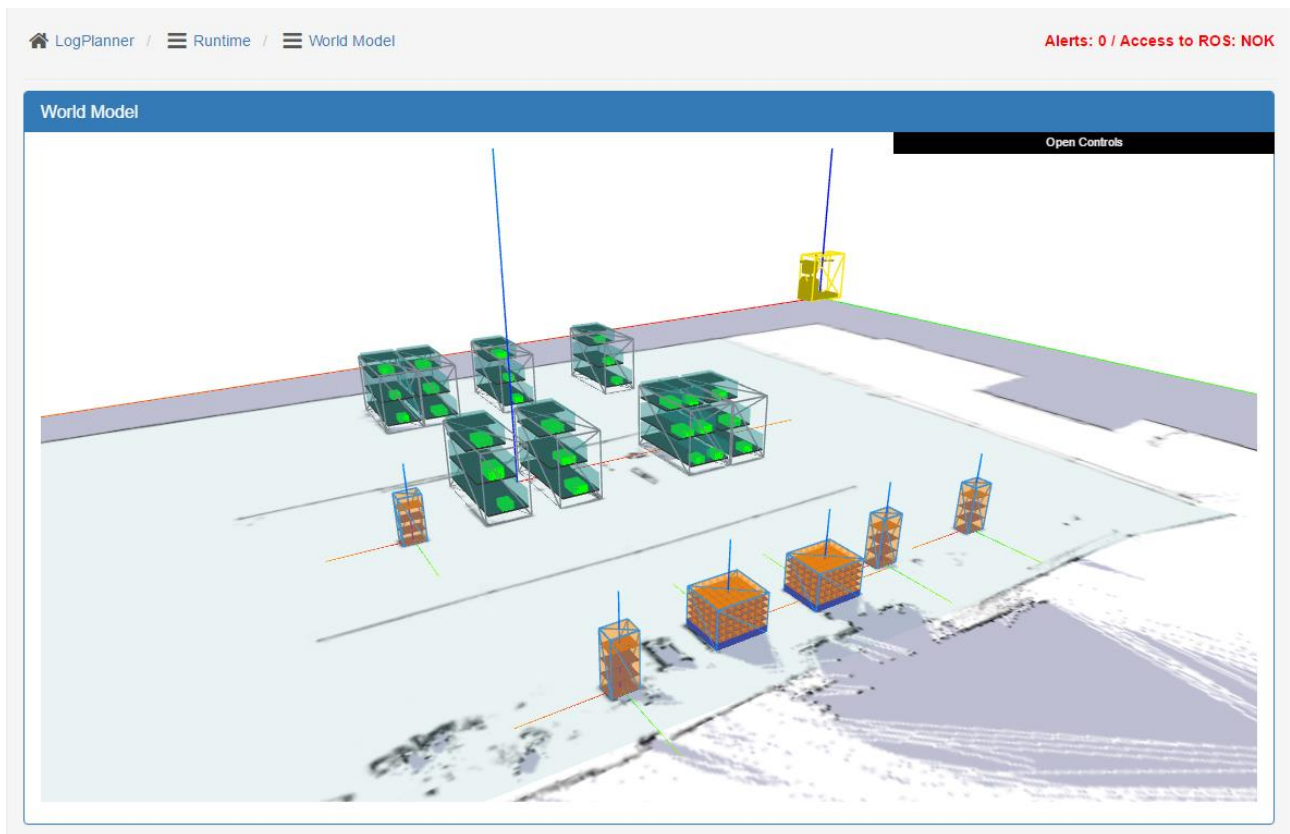 LogPlanner / Runtime / World Model
Alerts: 0 / Access to ROS: NOK
World Model
Open Controls